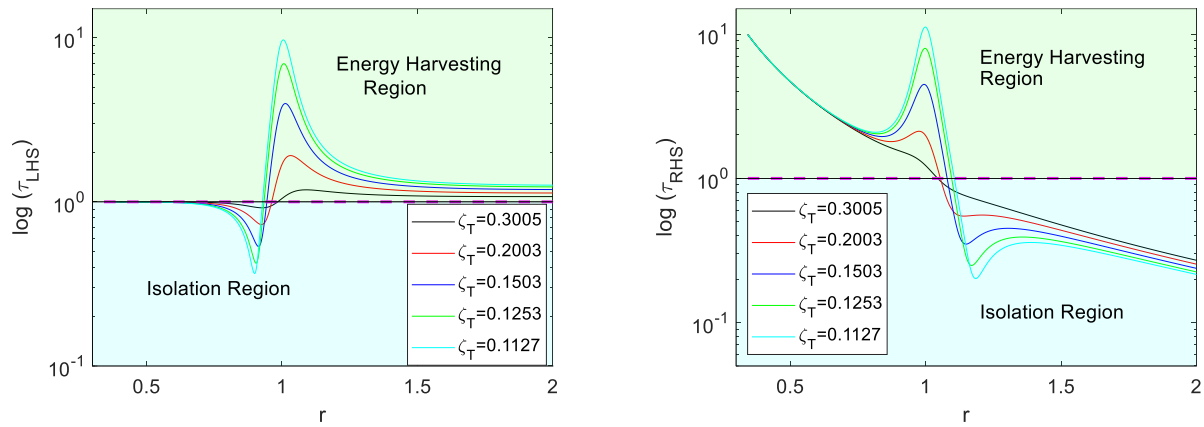 10^1
10^0
10^-1
log (τ_LHS)
Energy Harvesting
Region
Isolation Region
ζ_T=0.3005
ζ_T=0.2003
ζ_T=0.1503
ζ_T=0.1253
ζ_T=0.1127
0.5 1 1.5 2
r
10^1
10^0
10^-1
log (τ_RHS)
Energy Harvesting
Region
ζ_T=0.3005
ζ_T=0.2003
ζ_T=0.1503
ζ_T=0.1253
ζ_T=0.1127
Isolation Region
0.5 1 1.5 2
r